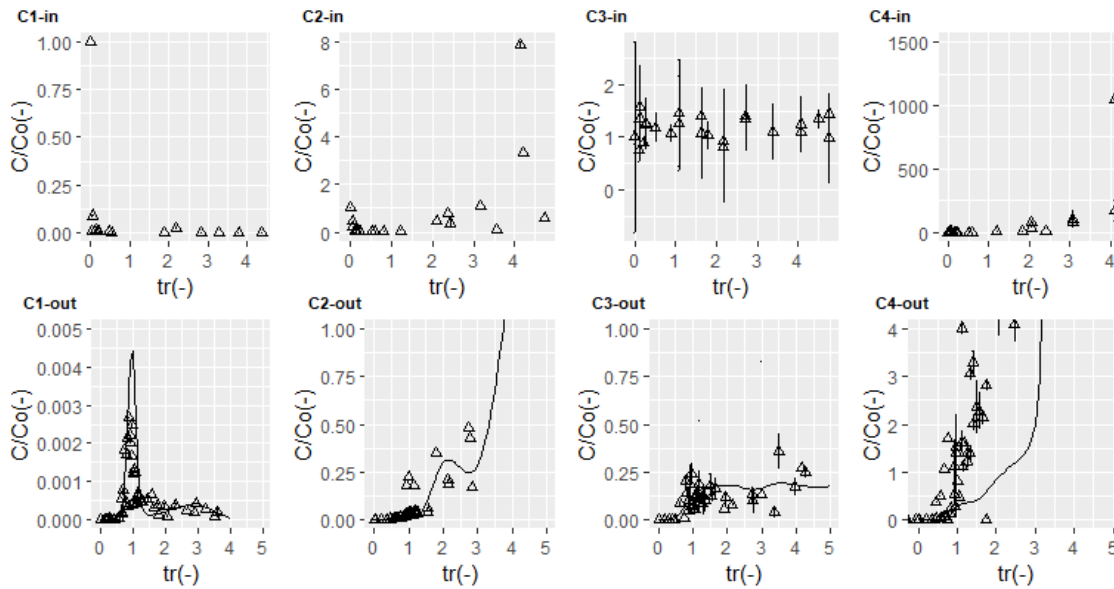 C1-in C2-in C3-in C4-in
C/Co(-) 1.00 0.75 0.50 0.25 0.00
0 1 2 3 4
tr(-)
C/Co(-) 8 6 4 2 0
0 1 2 3 4
tr(-)
C/Co(-) 2 1 0
0 1 2 3 4
tr(-)
C/Co(-) 1500 1000 500 0
0 1 2 3 4
tr(-)
C1-out C2-out C3-out C4-out
C/Co(-) 0.005 0.004 0.003 0.002 0.001 0.000
0 1 2 3 4 5
tr(-)
C/Co(-) 1.00 0.75 0.50 0.25 0.00
0 1 2 3 4 5
tr(-)
C/Co(-) 1.00 0.75 0.50 0.25 0.00
0 1 2 3 4 5
tr(-)
C/Co(-) 4 3 2 1 0
0 1 2 3 4 5
tr(-)